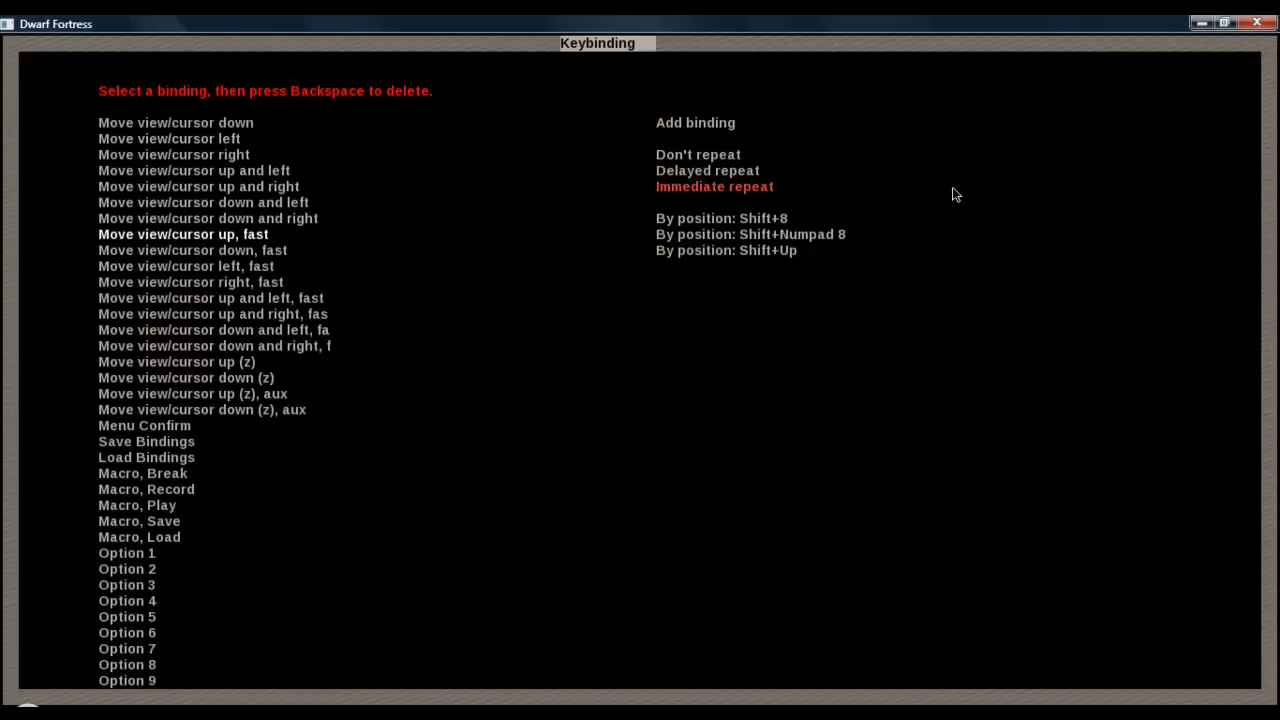 Dwarf Fortress
Keybinding
Select a binding, then press Backspace to delete.
Move view/cursor down
Move view/cursor left
Move view/cursor right
Move view/cursor up and left
Move view/cursor up and right
Move view/cursor down and left
Move view/cursor down and right
Move view/cursor up, fast
Move view/cursor down, fast
Move view/cursor left, fast
Move view/cursor right, fast
Move view/cursor up and left, fast
Move view/cursor up and right, fas
Move view/cursor down and left, fa
Move view/cursor down and right, f
Move view/cursor up (z)
Move view/cursor down (z)
Move view/cursor up (z), aux
Move view/cursor down (z), aux
Menu Confirm
Save Bindings
Load Bindings
Macro, Break
Macro, Record
Macro, Play
Macro, Save
Macro, Load
Option 1
Option 2
Option 3
Option 4
Option 5
Option 6
Option 7
Option 8
Option 9
Add binding
Don't repeat
Delayed repeat
Immediate repeat
By position: Shift+8
By position: Shift+Numpad 8
By position: Shift+Up